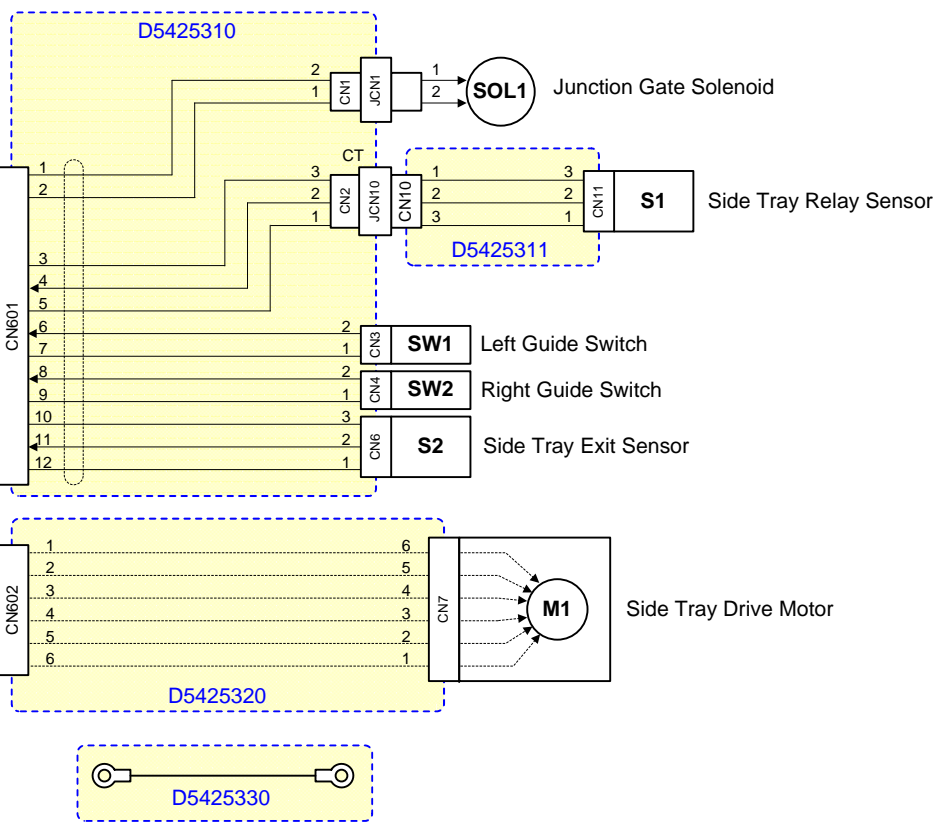 D5425310
2
1
CN1
JCN1
1
2
SOL1
Junction Gate Solenoid
CT
1
2
3
2
1
CN2
JCN10
CN10
1
2
3
3
2
1
CN11
S1
Side Tray Relay Sensor
D5425311
CN601
3
4
5
6
7
8
9
10
11
12
2
1
CN3
SW1
Left Guide Switch
2
1
CN4
SW2
Right Guide Switch
3
2
1
CN6
S2
Side Tray Exit Sensor
CN602
1
2
3
4
5
6
6
5
4
3
2
1
CN7
M1
Side Tray Drive Motor
D5425320
D5425330